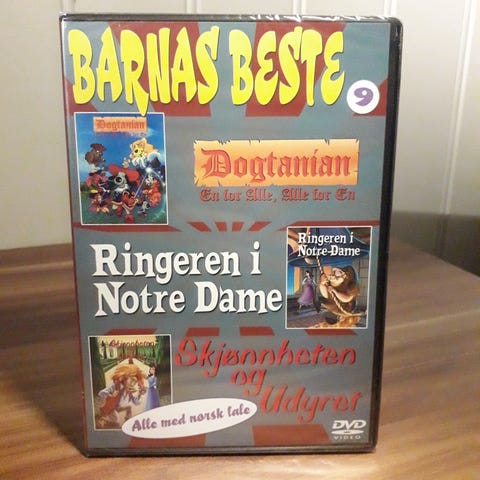 BARNAS BESTE
9
Dogtanian
Dogtanian
En for Alle, Alle for En
Ringeren i
Notre Dame
Ringeren i
Notre-Dame
Skjønnheten
Skjønnheten
og
Udyret
Alle med norsk tale
DVD
VIDEO